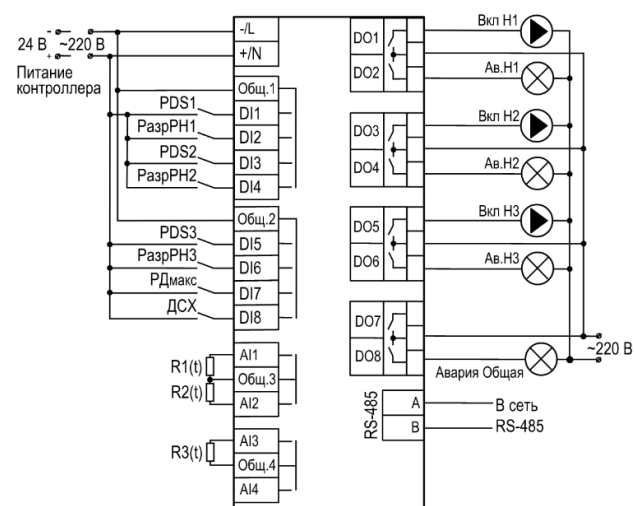 - -/L
24 В ~220 В
+ +/N
Питание
контроллера
Общ.1
PDS1 DI1
РазрРН1 DI2
PDS2 DI3
РазрРН2 DI4
Общ.2
PDS3 DI5
РазрРН3 DI6
РДмакс DI7
ДСХ DI8
AI1
R1(t) Общ.3
R2(t) AI2
AI3
R3(t) Общ.4
AI4
DO1 Вкл Н1
DO2 Ав.Н1
DO3 Вкл Н2
DO4 Ав.Н2
DO5 Вкл Н3
DO6 Ав.Н3
DO7
DO8
~220 В
Авария Общая
RS-485
A В сеть
B RS-485